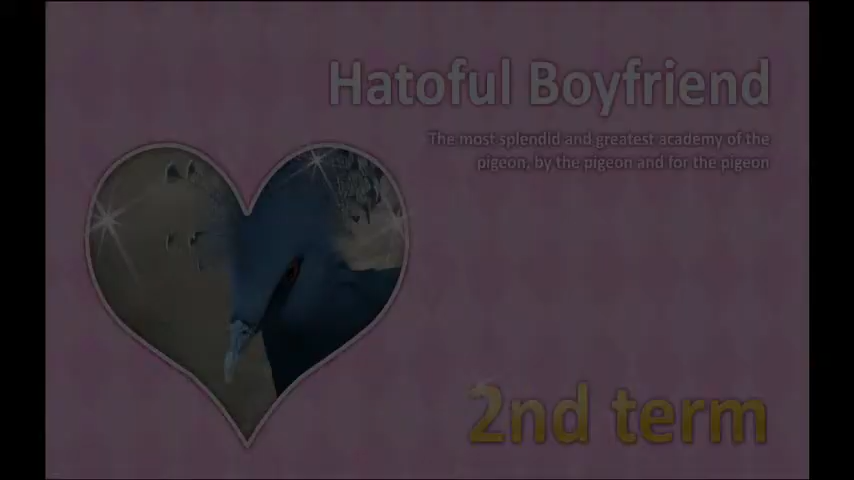 Hatoful Boyfriend
The most splendid and greatest academy of the
pigeon, by the pigeon and for the pigeon
2nd term